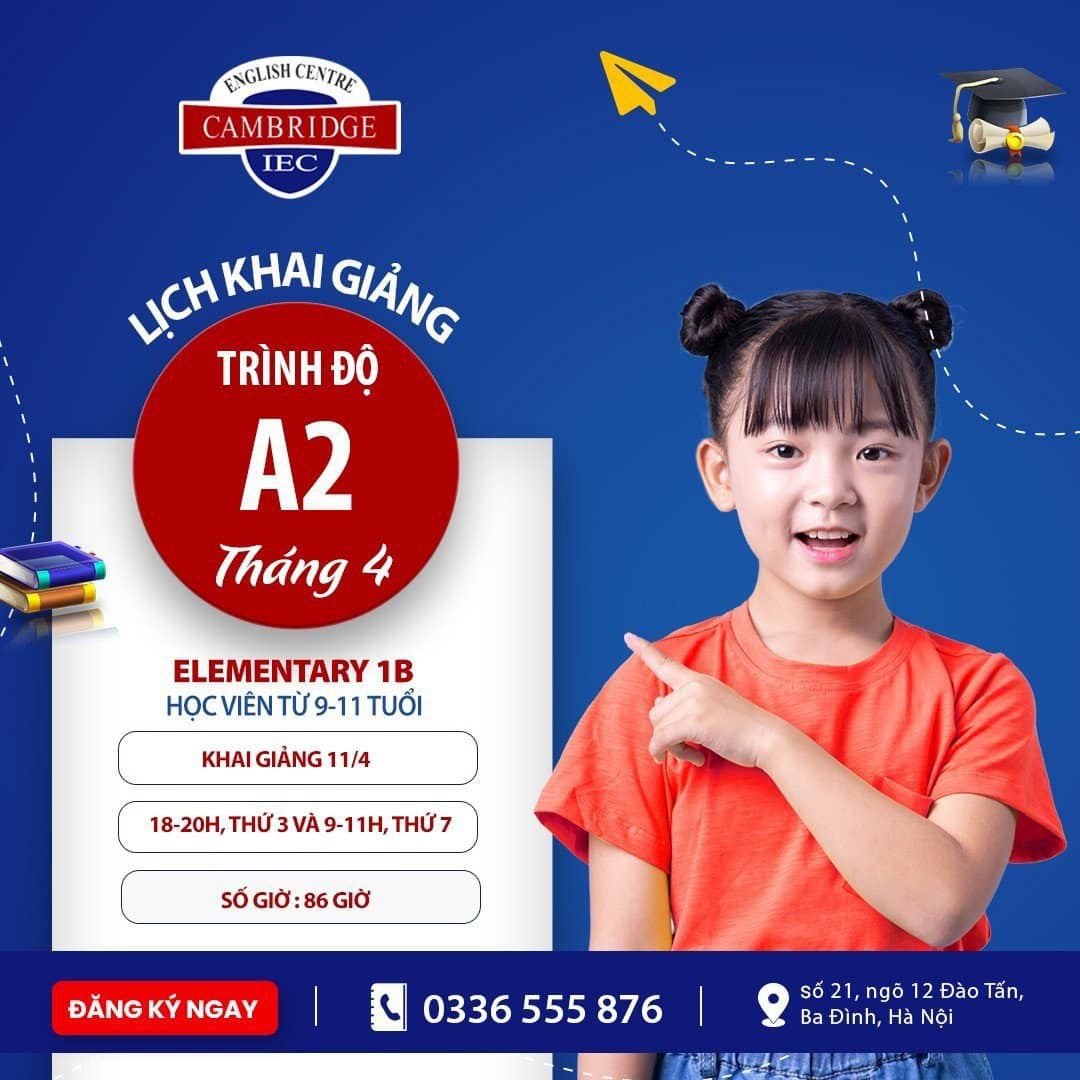 ENGLISH CENTRE
CAMBRIDGE
IEC
LỊCH KHAI GIẢNG
TRÌNH ĐỘ
A2
Tháng 4
ELEMENTARY 1B
HỌC VIÊN TỪ 9-11 TUỔI
KHAI GIẢNG 11/4
18-20H, THỨ 3 VÀ 9-11H, THỨ 7
SỐ GIỜ : 86 GIỜ
ĐĂNG KÝ NGAY
0336 555 876
số 21, ngõ 12 Đào Tấn,
Ba Đình, Hà Nội